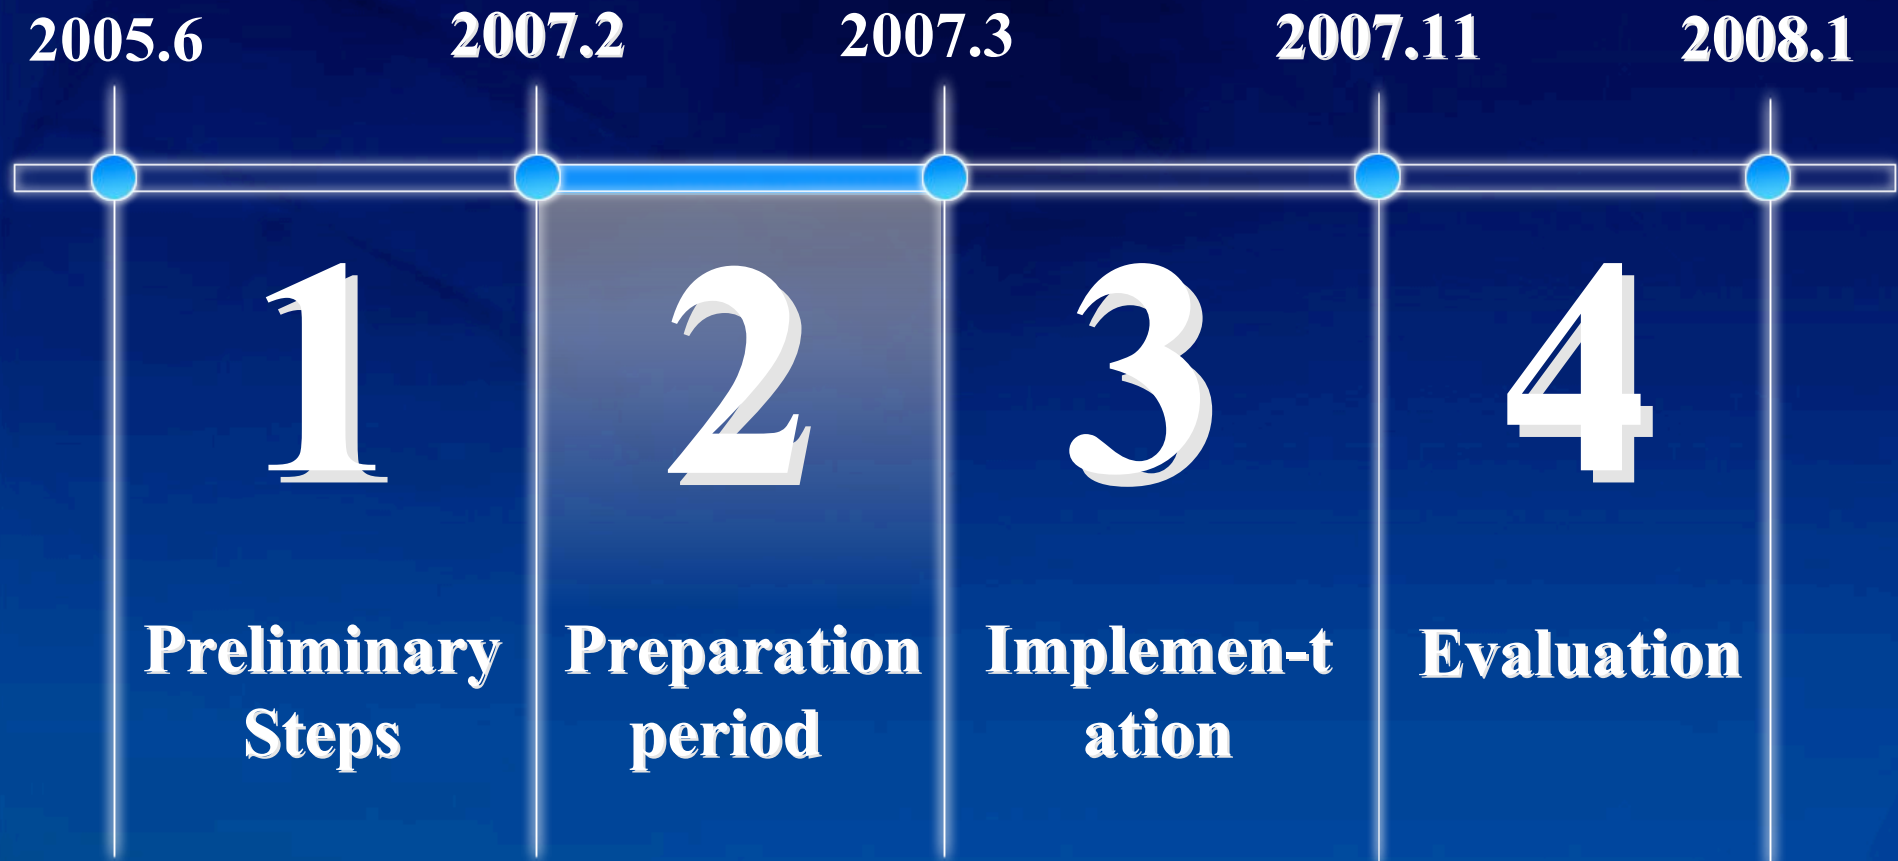 2005.6
2007.2
2007.3
2007.11
2008.1
1
2
3
4
Preliminary
Steps
Preparation
period
Implemen-t
ation
Evaluation